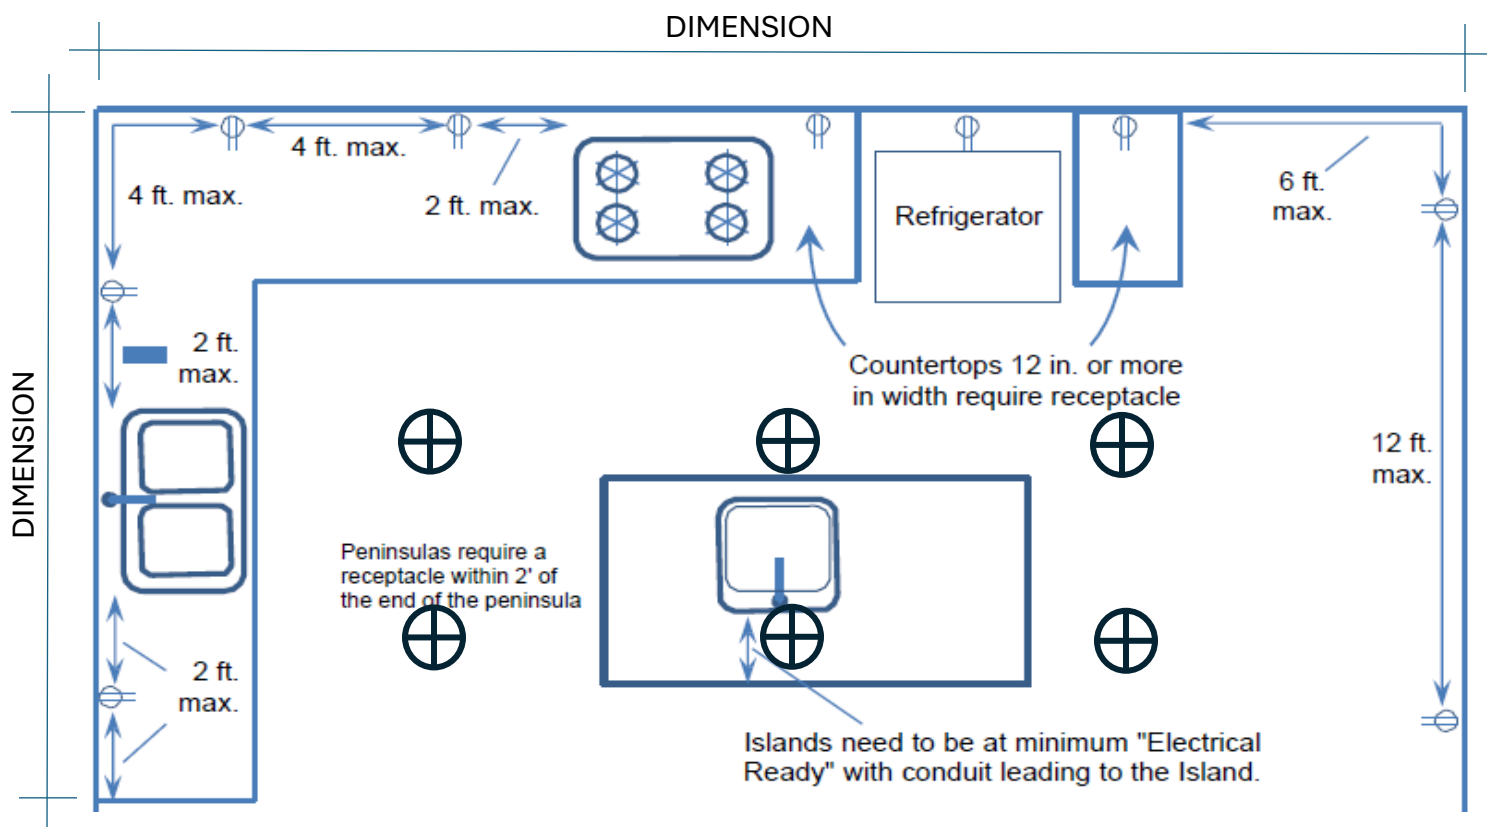 DIMENSION
4 ft. max.
4 ft. max.
2 ft. max.
6 ft.
max.
Refrigerator
2 ft.
max.
Countertops 12 in. or more
in width require receptacle
DIMENSION
12 ft.
max.
Peninsulas require a
receptacle within 2' of
the end of the peninsula
2 ft.
max.
Islands need to be at minimum "Electrical
Ready" with conduit leading to the Island.